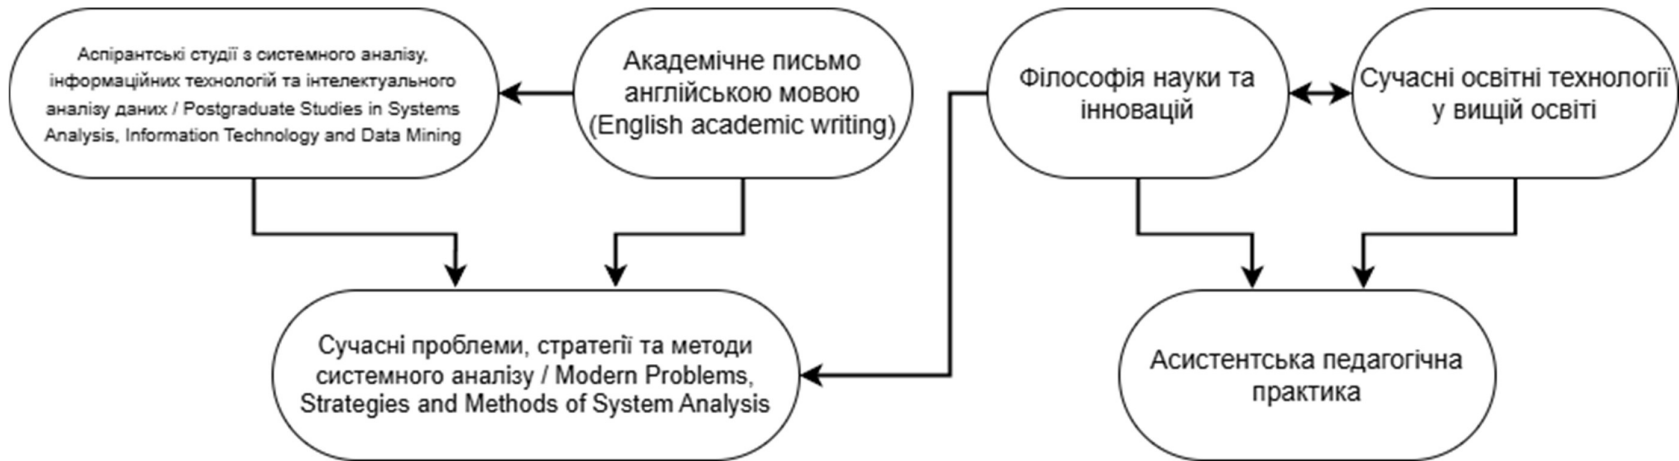 Аспірантські студії з системного аналізу,
інформаційних технологій та інтелектуального
аналізу даних / Postgraduate Studies in Systems
Analysis, Information Technology and Data Mining
Академічне письмо
англійською мовою
(English academic writing)
Філософія науки та
інновацій
Сучасні освітні технології
у вищій освіті
Сучасні проблеми, стратегії та методи
системного аналізу / Modern Problems,
Strategies and Methods of System Analysis
Асистентська педагогічна
практика